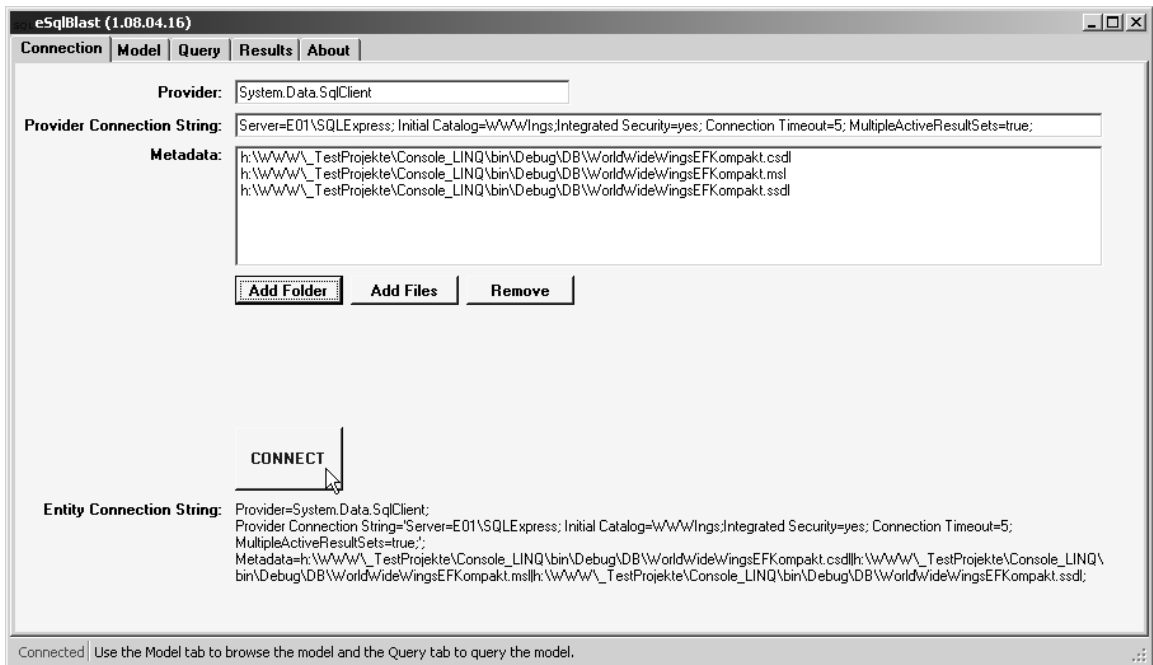 eSqlBlast (1.08.04.16)
Connection Model Query Results About
Provider: System.Data.SqlClient
Provider Connection String: Server=E01\SQLExpress; Initial Catalog=WWWIngs;Integrated Security=yes; Connection Timeout=5; MultipleActiveResultSets=true;
Metadata: h:\WWW\_TestProjekte\Console_LINQ\bin\Debug\DB\WorldWideWingsEFKompakt.csdl
h:\WWW\_TestProjekte\Console_LINQ\bin\Debug\DB\WorldWideWingsEFKompakt.msl
h:\WWW\_TestProjekte\Console_LINQ\bin\Debug\DB\WorldWideWingsEFKompakt.ssdl
Add Folder Add Files Remove
CONNECT
Entity Connection String: Provider=System.Data.SqlClient;
Provider Connection String='Server=E01\SQLExpress; Initial Catalog=WWWIngs;Integrated Security=yes; Connection Timeout=5;
MultipleActiveResultSets=true;';
Metadata=h:\WWW\_TestProjekte\Console_LINQ\bin\Debug\DB\WorldWideWingsEFKompakt.csdl|h:\WWW\_TestProjekte\Console_LINQ\
bin\Debug\DB\WorldWideWingsEFKompakt.msl|h:\WWW\_TestProjekte\Console_LINQ\bin\Debug\DB\WorldWideWingsEFKompakt.ssdl;
Connected Use the Model tab to browse the model and the Query tab to query the model.